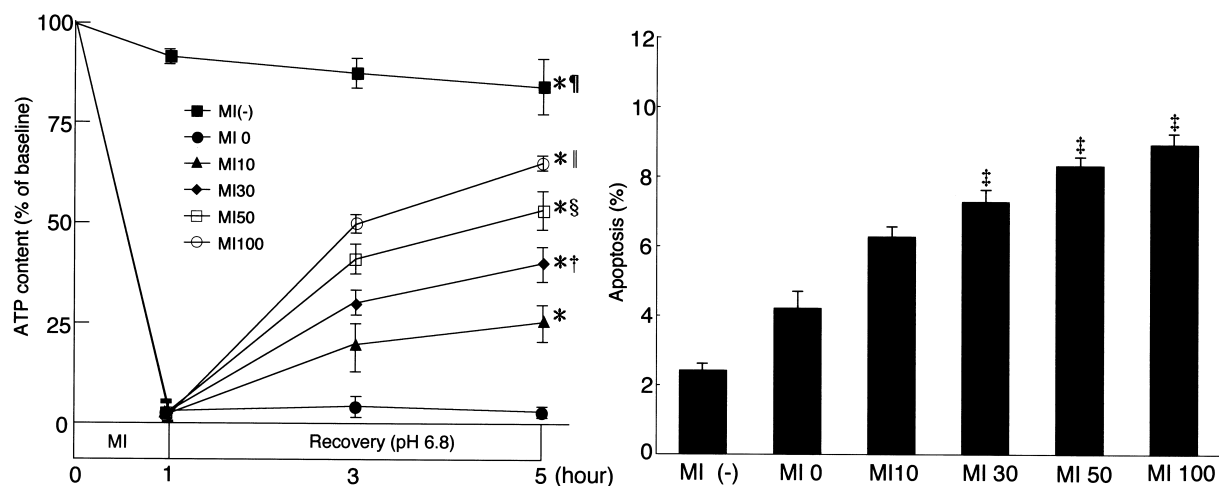 100
75
50
25
0
ATP content (% of baseline)
MI(-)
MI 0
MI10
MI30
MI50
MI100
*¶
*||
*§
*†
*
MI
Recovery (pH 6.8)
0
1
3
5
(hour)
12
10
8
6
4
2
0
Apoptosis (%)
‡
‡
‡
MI (-)
MI 0
MI10
MI 30
MI 50
MI 100